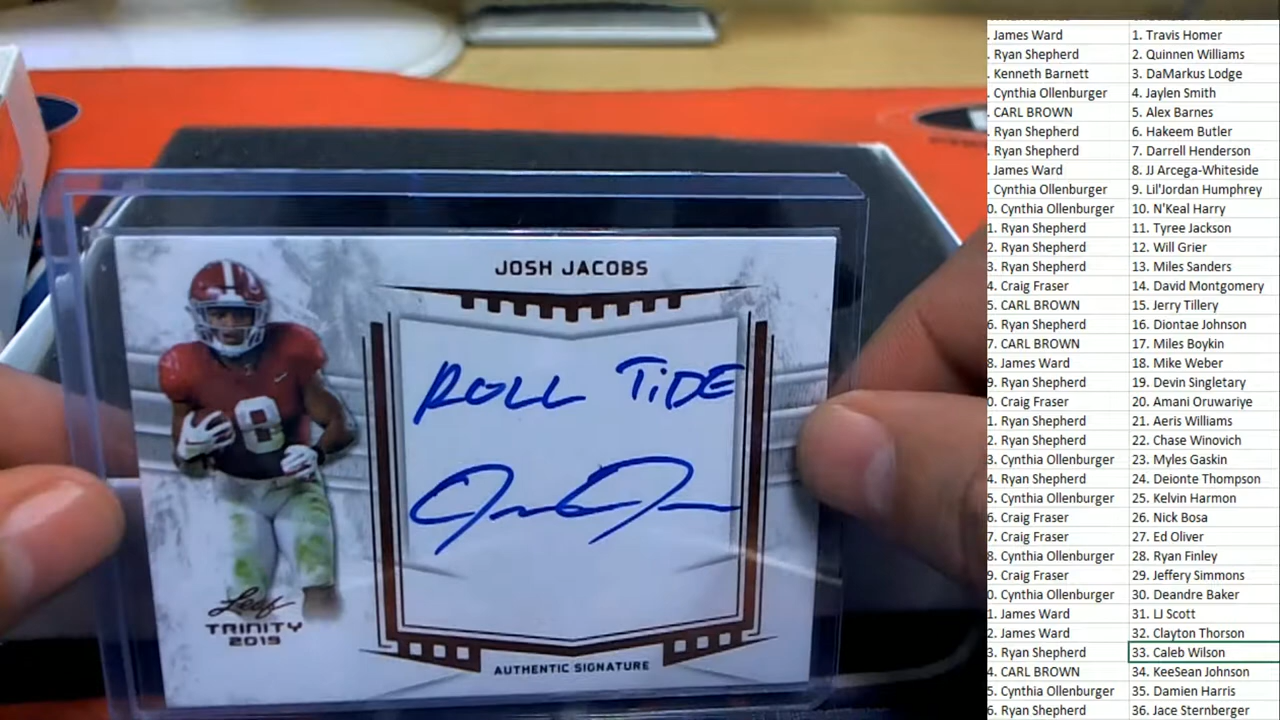 JOSH JACOBS
ROLL TIDE
8
Leaf
TRINITY
2019
AUTHENTIC SIGNATURE
. James Ward 1. Travis Homer
. Ryan Shepherd 2. Quinnen Williams
. Kenneth Barnett 3. DaMarkus Lodge
. Cynthia Ollenburger 4. Jaylen Smith
. CARL BROWN 5. Alex Barnes
. Ryan Shepherd 6. Hakeem Butler
. Ryan Shepherd 7. Darrell Henderson
. James Ward 8. JJ Arcega-Whiteside
. Cynthia Ollenburger 9. Lil'Jordan Humphrey
0. Cynthia Ollenburger 10. N'Keal Harry
1. Ryan Shepherd 11. Tyree Jackson
2. Ryan Shepherd 12. Will Grier
3. Ryan Shepherd 13. Miles Sanders
4. Craig Fraser 14. David Montgomery
5. CARL BROWN 15. Jerry Tillery
6. Ryan Shepherd 16. Diontae Johnson
7. CARL BROWN 17. Miles Boykin
8. James Ward 18. Mike Weber
9. Ryan Shepherd 19. Devin Singletary
0. Craig Fraser 20. Amani Oruwariye
1. Ryan Shepherd 21. Aeris Williams
2. Ryan Shepherd 22. Chase Winovich
3. Cynthia Ollenburger 23. Myles Gaskin
4. Ryan Shepherd 24. Deionte Thompson
5. Cynthia Ollenburger 25. Kelvin Harmon
6. Craig Fraser 26. Nick Bosa
7. Craig Fraser 27. Ed Oliver
8. Cynthia Ollenburger 28. Ryan Finley
9. Craig Fraser 29. Jeffery Simmons
0. Cynthia Ollenburger 30. Deandre Baker
1. James Ward 31. LJ Scott
2. James Ward 32. Clayton Thorson
3. Ryan Shepherd 33. Caleb Wilson
4. CARL BROWN 34. KeeSean Johnson
5. Cynthia Ollenburger 35. Damien Harris
6. Ryan Shepherd 36. Jace Sternberger